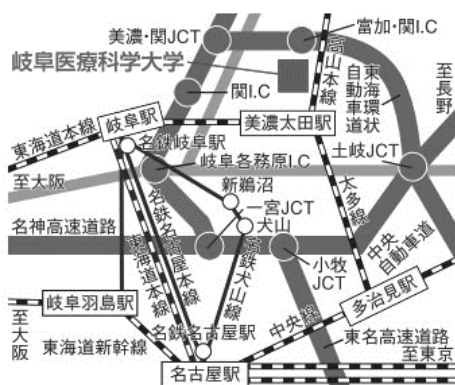 美濃・関JCT
富加・関I.C
岐阜医療科学大学
高山本線
東海環状
自動車道
至長野
関I.C
岐阜駅
東海道本線
美濃太田駅
名鉄岐阜駅
岐阜各務原I.C
土岐JCT
至大阪
新鵜沼
太多線
一宮JCT
名神高速道路
犬山
中央
自動車道
名鉄名古屋本線
東海道本線
名鉄犬山線
小牧
JCT
岐阜羽島駅
多治見駅
至大阪
名鉄名古屋駅
中央線
東海道新幹線
東名高速道路
至東京
名古屋駅